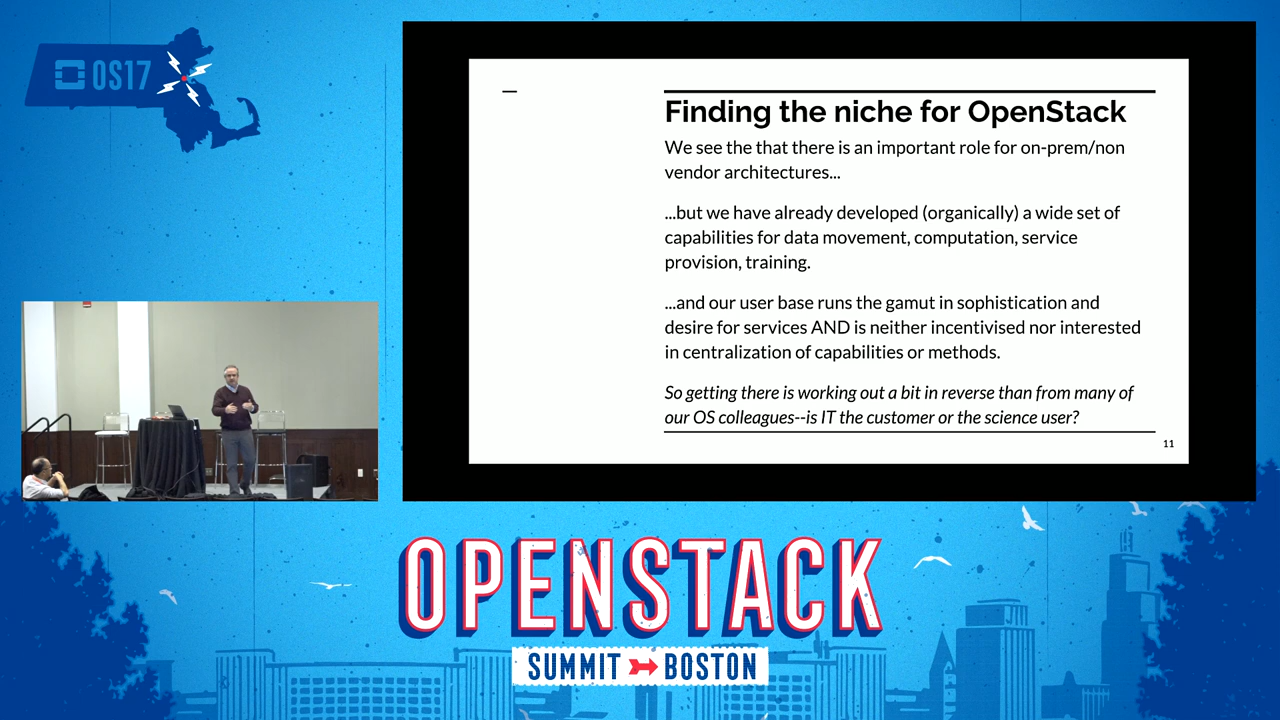 OS17
Finding the niche for OpenStack
We see the that there is an important role for on-prem/non
vendor architectures...
...but we have already developed (organically) a wide set of
capabilities for data movement, computation, service
provision, training.
...and our user base runs the gamut in sophistication and
desire for services AND is neither incentivised nor interested
in centralization of capabilities or methods.
So getting there is working out a bit in reverse than from many of
our OS colleagues--is IT the customer or the science user?
11
OPENSTACK
SUMMIT BOSTON